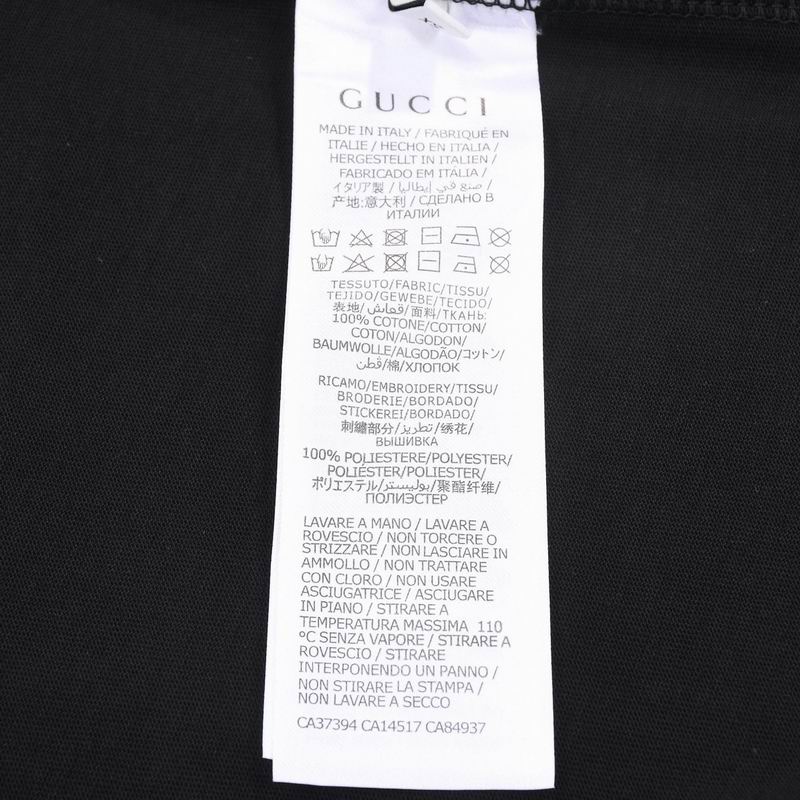 GUCCI
MADE IN ITALY / FABRIQUÉ EN
ITALIE / HECHO EN ITALIA /
HERGESTELLT IN ITALIEN /
FABRICADO EM ITÁLIA /
イタリア製 / صنع في إيطاليا /
产地:意大利 / СДЕЛАНО В
ИТАЛИИ
TESSUTO/FABRIC/TISSU/
TEJIDO/GEWEBE/TECIDO/
表地/قماش/面料/ТКАНЬ:
100% COTONE/COTTON/
COTON/ALGODON/
BAUMWOLLE/ALGODÃO/コットン/
قطن/棉/ХЛОПОК
RICAMO/EMBROIDERY/TISSU/
BRODERIE/BORDADO/
STICKEREI/BORDADO/
刺繍部分/تطريز/绣花/
ВЫШИВКА
100% POLIESTERE/POLYESTER/
POLIÉSTER/POLIESTER/
ポリエステル/بوليستر/聚酯纤维/
ПОЛИЭСТЕР
LAVARE A MANO / LAVARE A
ROVESCIO / NON TORCERE O
STRIZZARE / NON LASCIARE IN
AMMOLLO / NON TRATTARE
CON CLORO / NON USARE
ASCIUGATRICE / ASCIUGARE
IN PIANO / STIRARE A
TEMPERATURA MASSIMA 110
°C SENZA VAPORE / STIRARE A
ROVESCIO / STIRARE
INTERPONENDO UN PANNO /
NON STIRARE LA STAMPA /
NON LAVARE A SECCO
CA37394 CA14517 CA84937